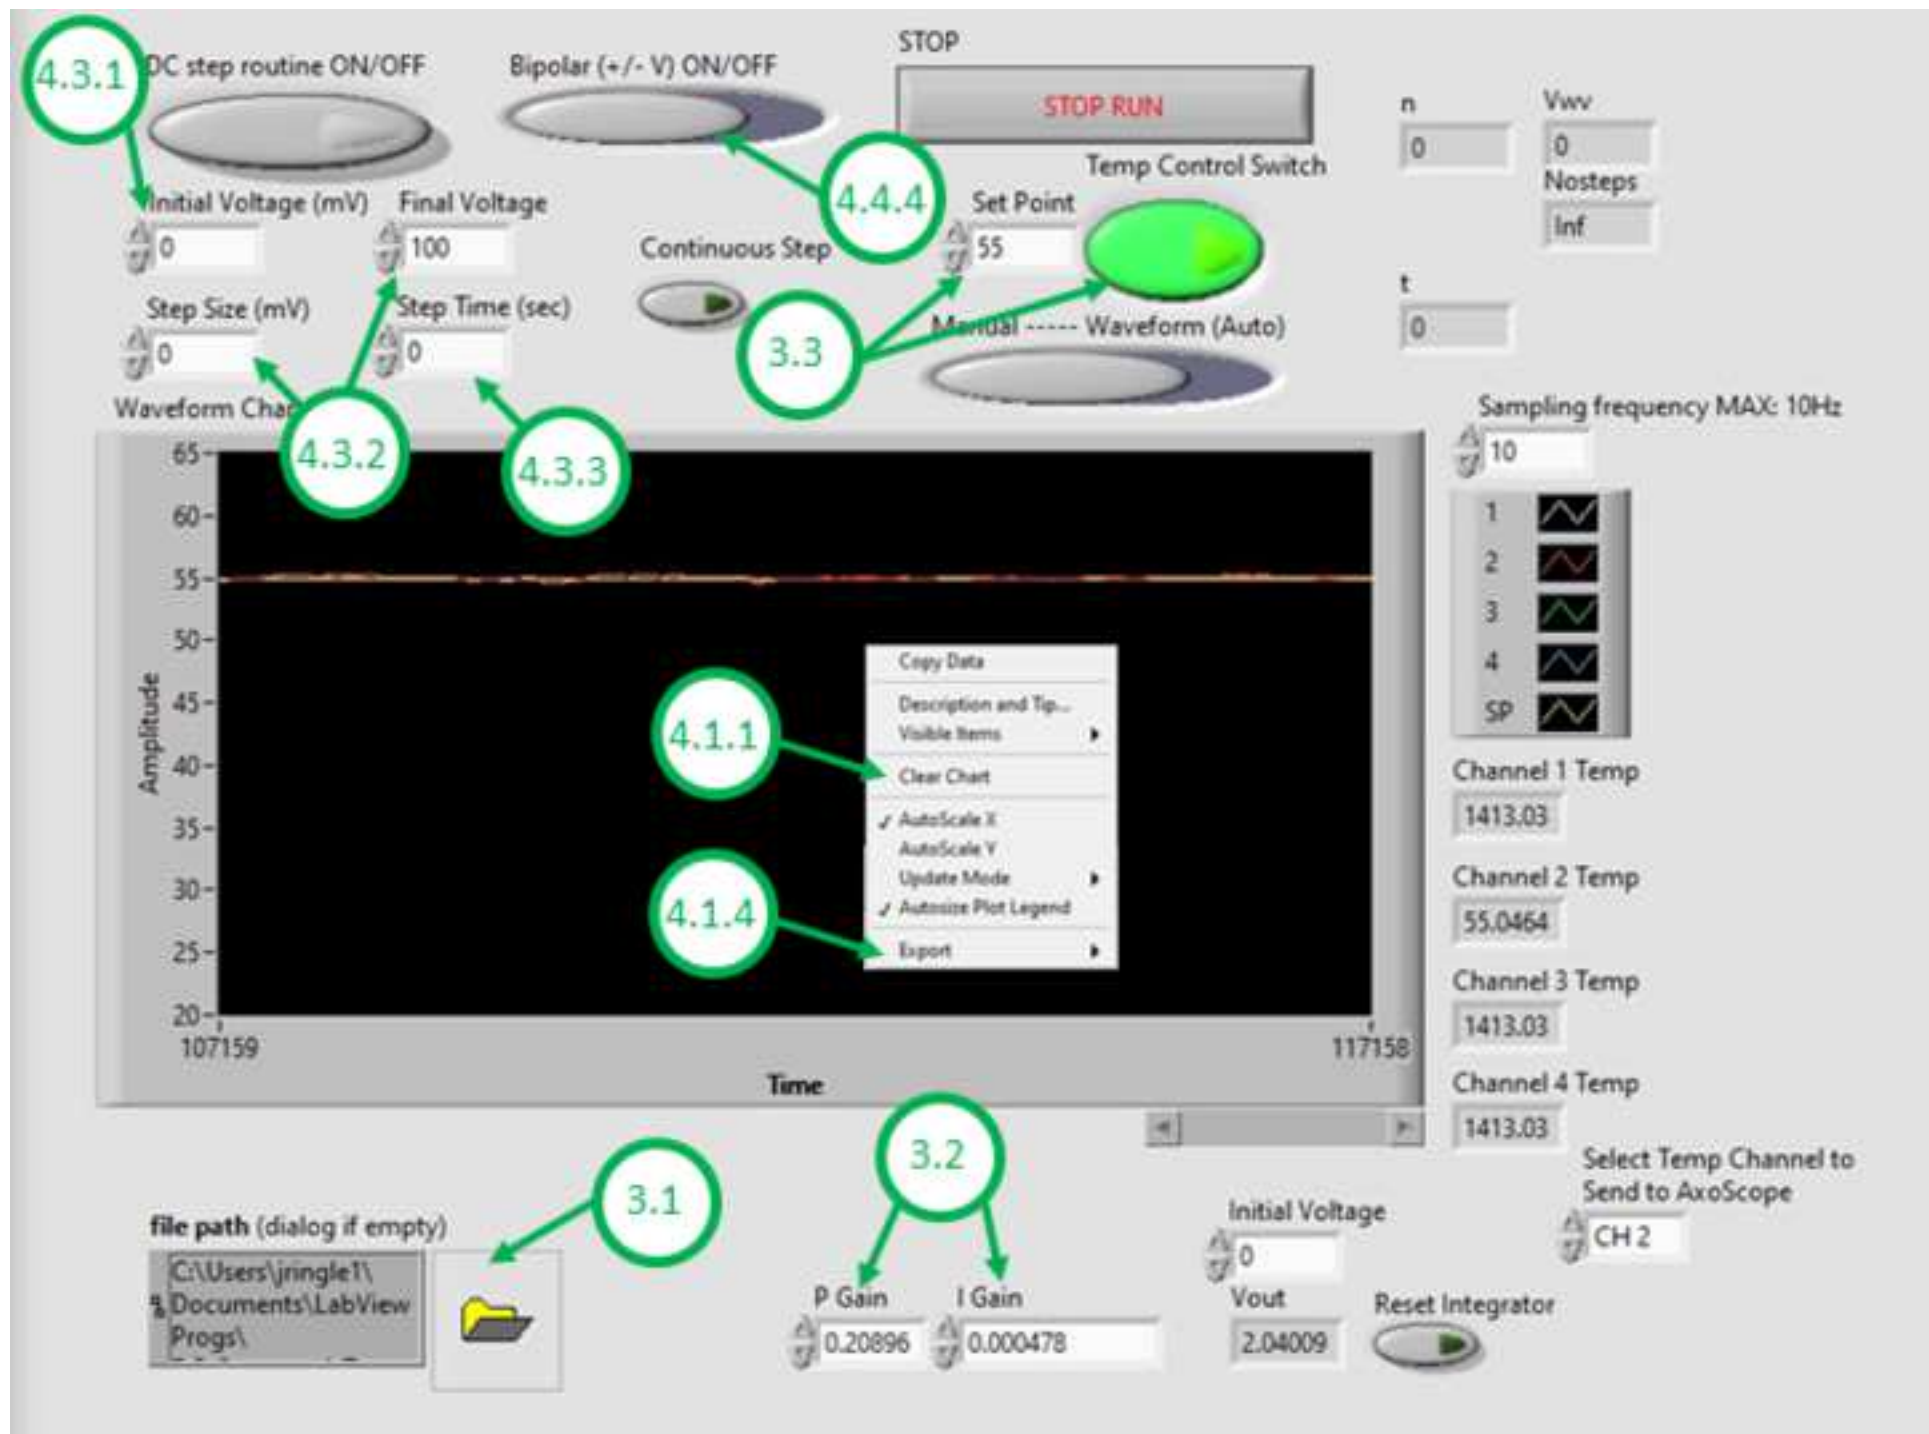 4.3.1
DC step routine ON/OFF
Bipolar (+/- V) ON/OFF
STOP
STOP RUN
n
0
Vwv
0
Nosteps
Inf
t
0
4.4.4
Temp Control Switch
Initial Voltage (mV)
0
Final Voltage
100
Continuous Step
Set Point
55
Step Size (mV)
0
Step Time (sec)
0
3.3
Manual ----- Waveform (Auto)
Waveform Char
4.3.2
4.3.3
Sampling frequency MAX: 10Hz
10
1
2
3
4
SP
65
60
55
50
45
40
35
30
25
20
Amplitude
107159
117158
Time
4.1.1
4.1.4
Copy Data
Description and Tip...
Visible Items
Clear Chart
AutoScale X
AutoScale Y
Update Mode
Autosize Plot Legend
Export
Channel 1 Temp
1413.03
Channel 2 Temp
55.0464
Channel 3 Temp
1413.03
Channel 4 Temp
1413.03
Select Temp Channel to
Send to AxoScope
CH 2
3.1
3.2
file path (dialog if empty)
C:\Users\jringle1\
Documents\LabView
Progs\
P Gain
0.20896
I Gain
0.000478
Initial Voltage
0
Vout
2.04009
Reset Integrator